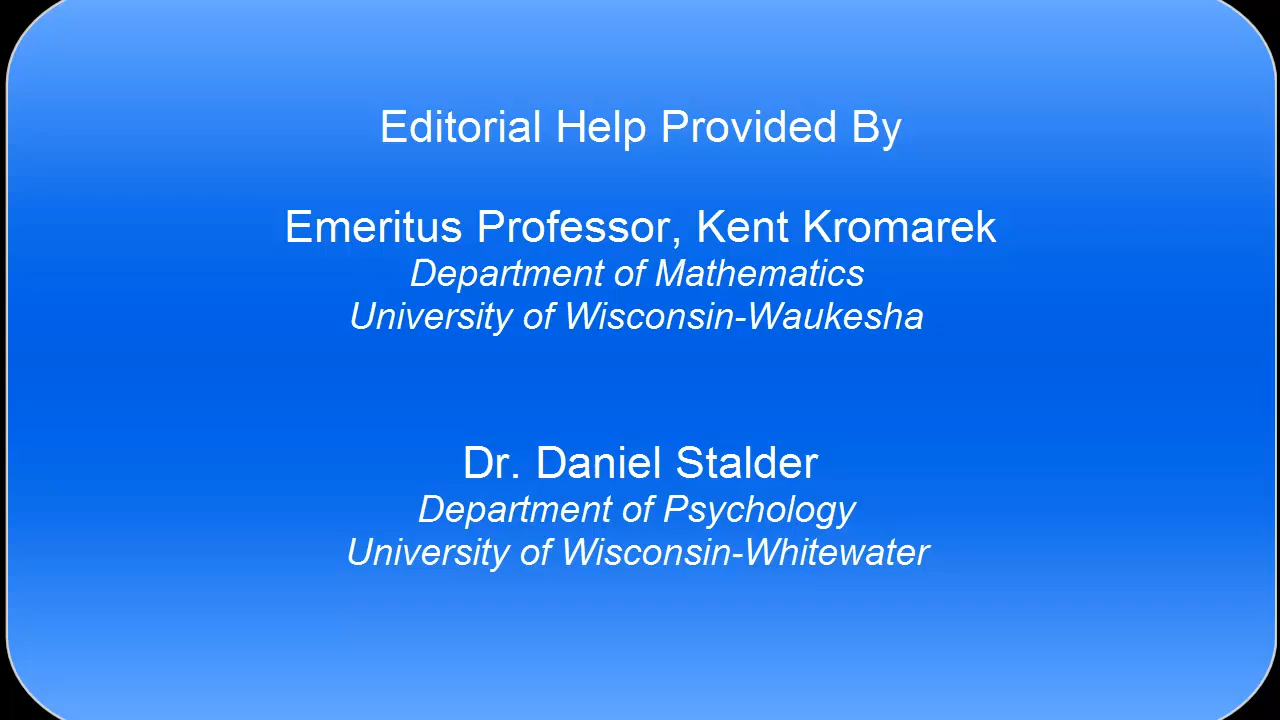 Editorial Help Provided By
Emeritus Professor, Kent Kromarek
Department of Mathematics
University of Wisconsin-Waukesha
Dr. Daniel Stalder
Department of Psychology
University of Wisconsin-Whitewater